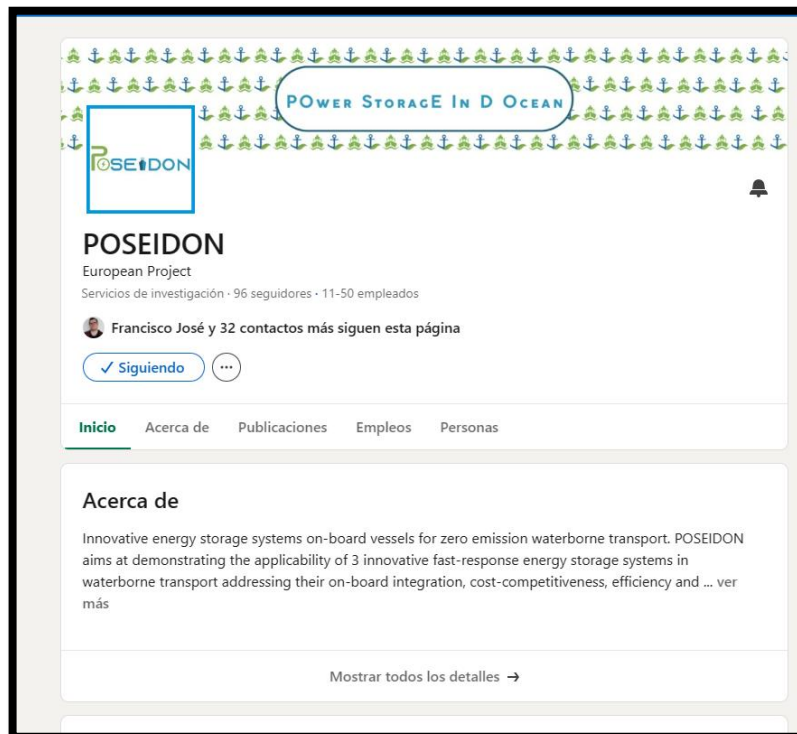 POwer StoragE In D Ocean
POSEIDON
POSEIDON
European Project
Servicios de investigación · 96 seguidores · 11-50 empleados
Francisco José y 32 contactos más siguen esta página
Siguiendo
Inicio Acerca de Publicaciones Empleos Personas
Acerca de
Innovative energy storage systems on-board vessels for zero emission waterborne transport. POSEIDON
aims at demonstrating the applicability of 3 innovative fast-response energy storage systems in
waterborne transport addressing their on-board integration, cost-competitiveness, efficiency and ... ver
más
Mostrar todos los detalles →